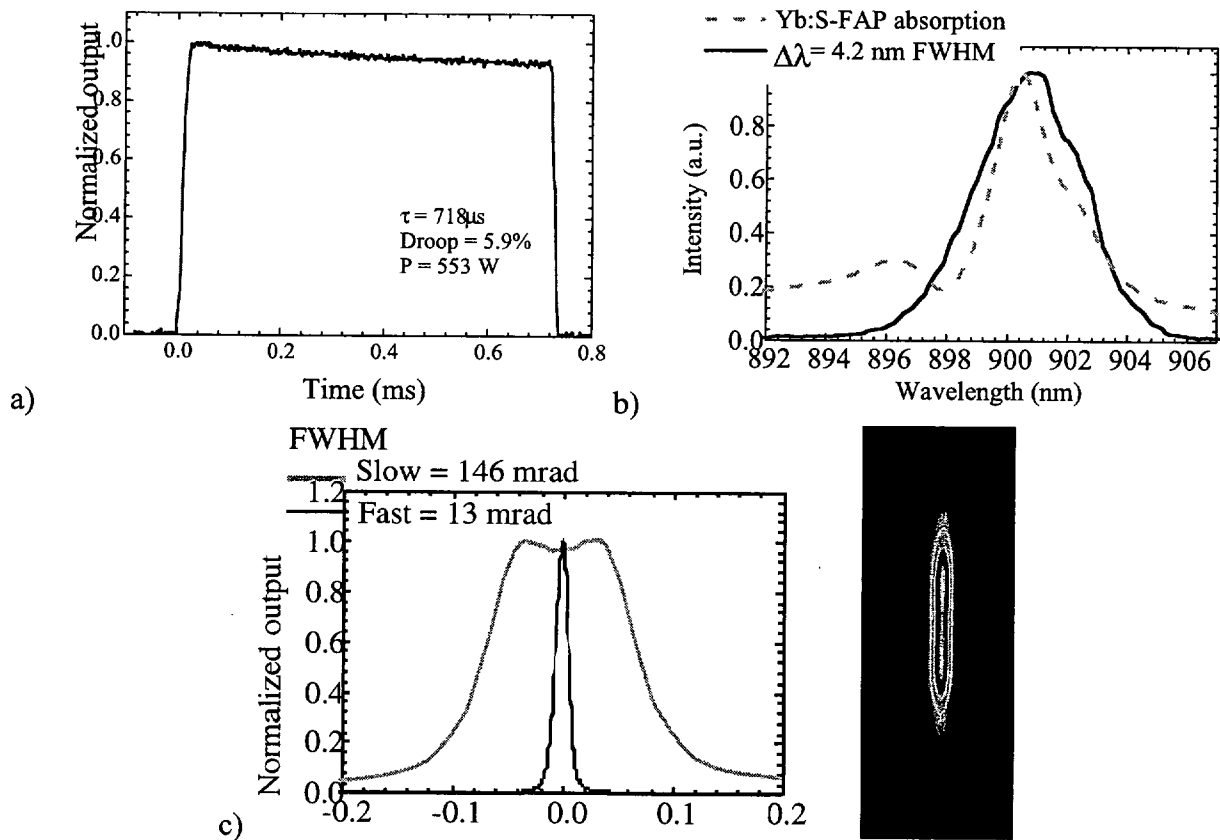 Normalized output
1.0
0.8
0.6
0.4
0.2
0.0
τ = 718μs
Droop = 5.9%
P = 553 W
0.0
0.2
0.4
0.6
0.8
Time (ms)
a)
Yb:S-FAP absorption
Δλ = 4.2 nm FWHM
Intensity (a.u.)
0.8
0.6
0.4
0.2
0.0
892 894 896 898 900 902 904 906
Wavelength (nm)
b)
FWHM
Slow = 146 mrad
Fast = 13 mrad
Normalized output
1.2
1.0
0.8
0.6
0.4
0.2
0.0
-0.2 -0.1 0.0 0.1 0.2
c)